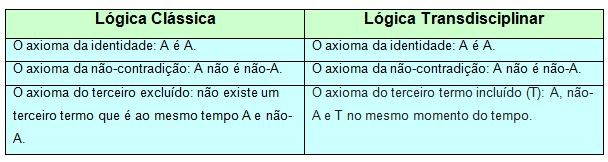 Lógica Clássica
Lógica Transdisciplinar
O axioma da identidade: A é A.
O axioma da identidade: A é A.
O axioma da não-contradição: A não é não-A.
O axioma da não-contradição: A não é não-A.
O axioma do terceiro excluído: não existe um
terceiro termo que é ao mesmo tempo A e não-
A.
O axioma do terceiro termo incluído (T): A, não-
A e T no mesmo momento do tempo.